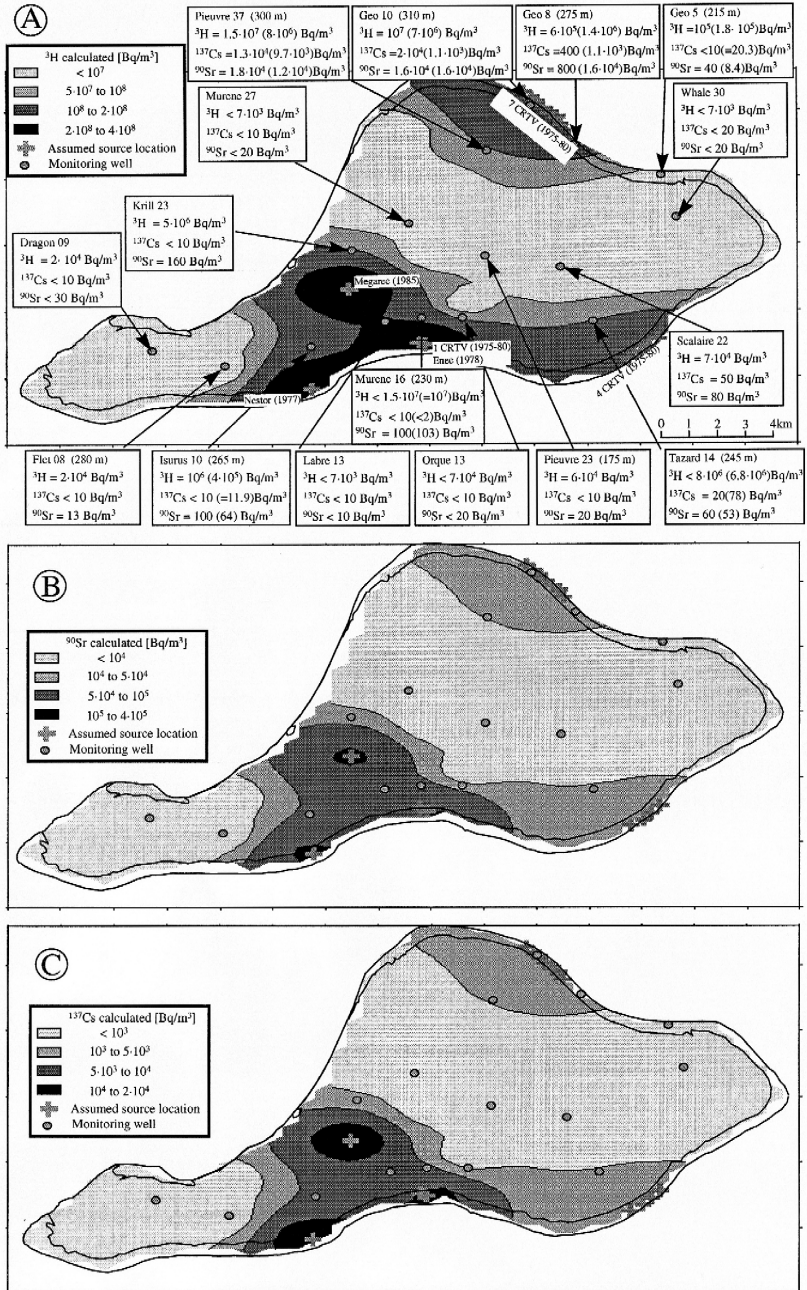 A
³H calculated [Bq/m³]
< 10⁷
5·10⁷ to 10⁸
10⁸ to 2·10⁸
2·10⁸ to 4·10⁸
Assumed source location
Monitoring well
Pieuvre 37 (300 m)
³H = 1.5·10⁷ (8·10⁶) Bq/m³
¹³⁷Cs =1.3·10⁴(9.7·10³)Bq/m³
⁹⁰Sr = 1.8·10⁴ (1.2·10⁴)Bq/m³
Geo 10 (310 m)
³H = 10⁷ (7·10⁶) Bq/m³
¹³⁷Cs =2·10⁴(1.1·10³)Bq/m³
⁹⁰Sr = 1.6·10⁴ (1.6·10⁴)Bq/m³
Geo 8 (275 m)
³H = 6·10⁵(1.4·10⁶) Bq/m³
¹³⁷Cs =400 (1.1·10³)Bq/m³
⁹⁰Sr = 800 (1.6·10⁴)Bq/m³
Geo 5 (215 m)
³H =10⁵(1.8· 10⁵) Bq/m³
¹³⁷Cs <10(=20.3)Bq/m³
⁹⁰Sr = 40 (8.4)Bq/m³
Murene 27
³H < 7·10³ Bq/m³
¹³⁷Cs < 10 Bq/m³
⁹⁰Sr < 20 Bq/m³
7 CRTV (1975-80)
Whale 30
³H < 7·10³ Bq/m³
¹³⁷Cs < 20 Bq/m³
⁹⁰Sr < 20 Bq/m³
Krill 23
³H = 5·10⁶ Bq/m³
¹³⁷Cs < 10 Bq/m³
⁹⁰Sr = 160 Bq/m³
Dragon 09
³H = 2· 10⁴ Bq/m³
¹³⁷Cs < 10 Bq/m³
⁹⁰Sr < 30 Bq/m³
Megarec (1985)
1 CRTV (1975-80)
Enec (1978)
Nestor (1977)
4 CRTV (1975-80)
Scalaire 22
³H = 7·10⁴ Bq/m³
¹³⁷Cs = 50 Bq/m³
⁹⁰Sr = 80 Bq/m³
Murene 16 (230 m)
³H < 1.5·10⁷(=10⁷)Bq/m³
¹³⁷Cs < 10(<2)Bq/m³
⁹⁰Sr = 100(103) Bq/m³
0 2 4km
Flet 08 (280 m)
³H = 2·10⁴ Bq/m³
¹³⁷Cs < 10 Bq/m³
⁹⁰Sr = 13 Bq/m³
Isurus 10 (265 m)
³H = 10⁶ (4·10⁵) Bq/m³
¹³⁷Cs < 10 (=11.9)Bq/m³
⁹⁰Sr = 100 (64) Bq/m³
Labre 13
³H < 7·10³ Bq/m³
¹³⁷Cs < 10 Bq/m³
⁹⁰Sr < 10 Bq/m³
Orque 13
³H < 7·10⁴ Bq/m³
¹³⁷Cs < 10 Bq/m³
⁹⁰Sr < 20 Bq/m³
Pieuvre 23 (175 m)
³H = 6·10⁴ Bq/m³
¹³⁷Cs < 10 Bq/m³
⁹⁰Sr = 20 Bq/m³
Tazard 14 (245 m)
³H < 8·10⁶ (6.8·10⁶)Bq/m³
¹³⁷Cs = 20(78) Bq/m³
⁹⁰Sr = 60 (53) Bq/m³
B
⁹⁰Sr calculated [Bq/m³]
< 10⁴
10⁴ to 5·10⁴
5·10⁴ to 10⁵
10⁵ to 4·10⁵
Assumed source location
Monitoring well
C
¹³⁷Cs calculated [Bq/m³]
< 10³
10³ to 5·10³
5·10³ to 10⁴
10⁴ to 2·10⁴
Assumed source location
Monitoring well